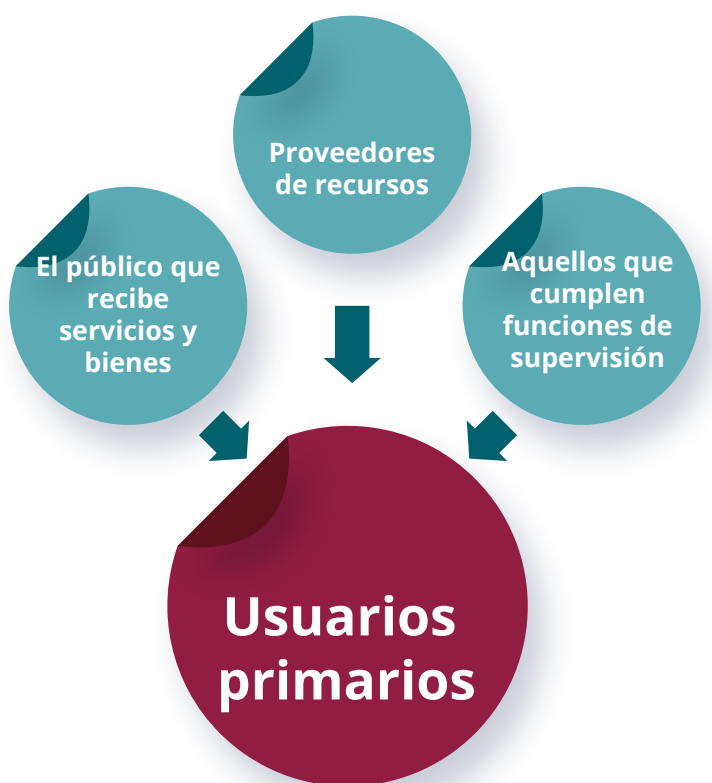 Proveedores
de recursos
El público que
recibe
servicios y
bienes
Aquellos que
cumplen
funciones de
supervisión
Usuarios
primarios